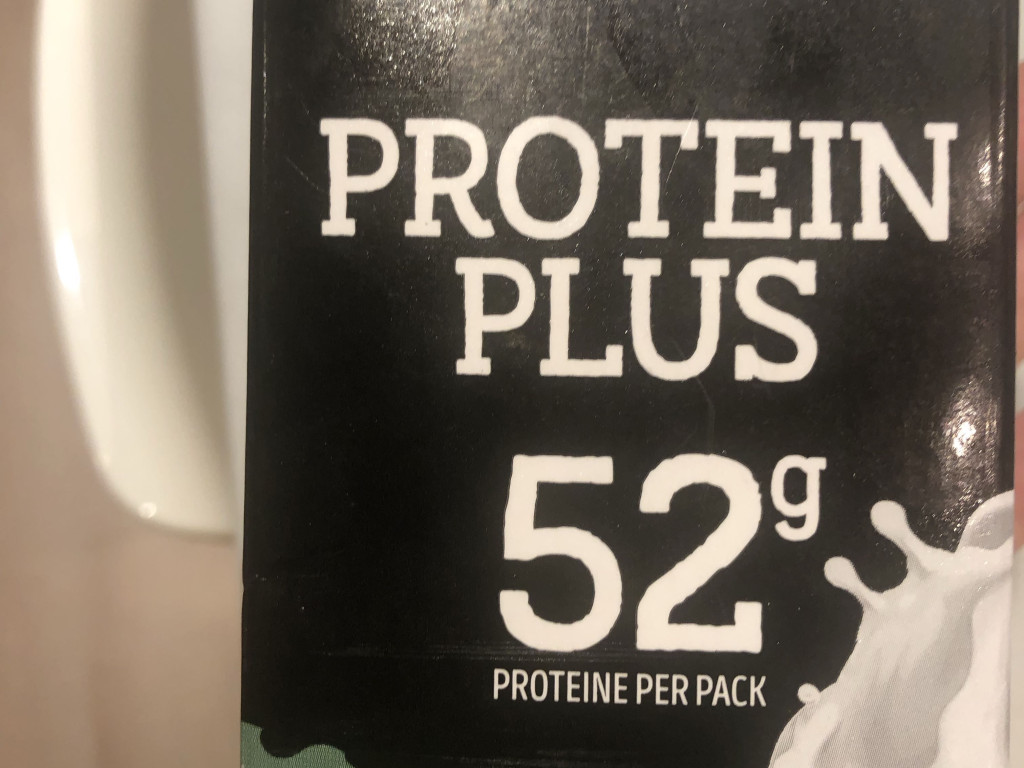 PROTEIN
PLUS
52g
PROTEINE PER PACK